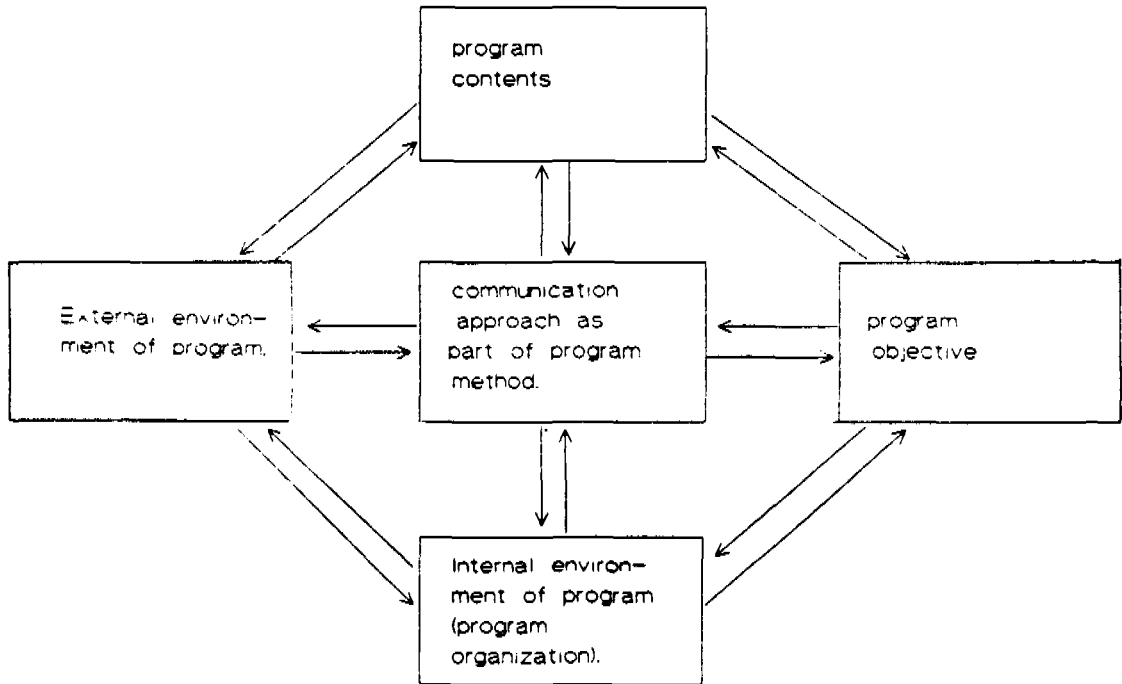 program
contents
External environ-
ment of program.
communication
approach as
part of program
method.
program
objective
Internal environ-
ment of program
(program
organization).